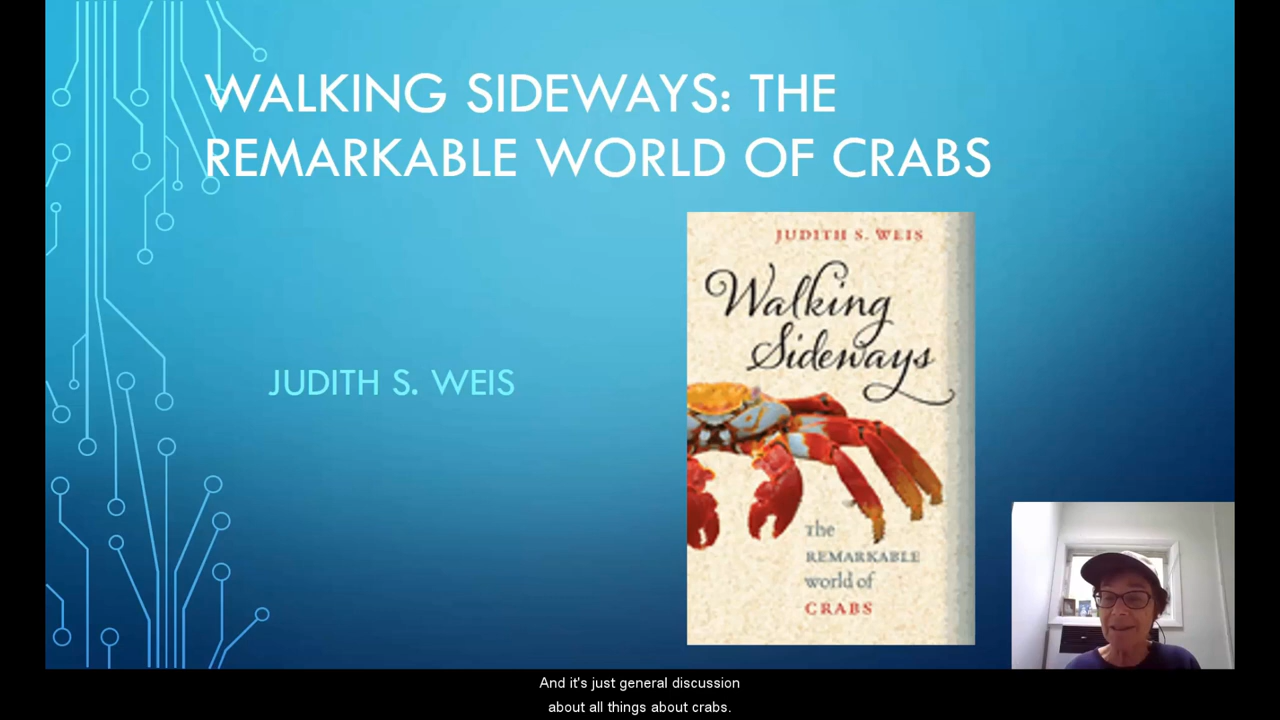 WALKING SIDEWAYS: THE
REMARKABLE WORLD OF CRABS
JUDITH S. WEIS
JUDITH S. WEIS
Walking
Sideways
The
REMARKABLE
world of
CRABS
And it's just general discussion
about all things about crabs.